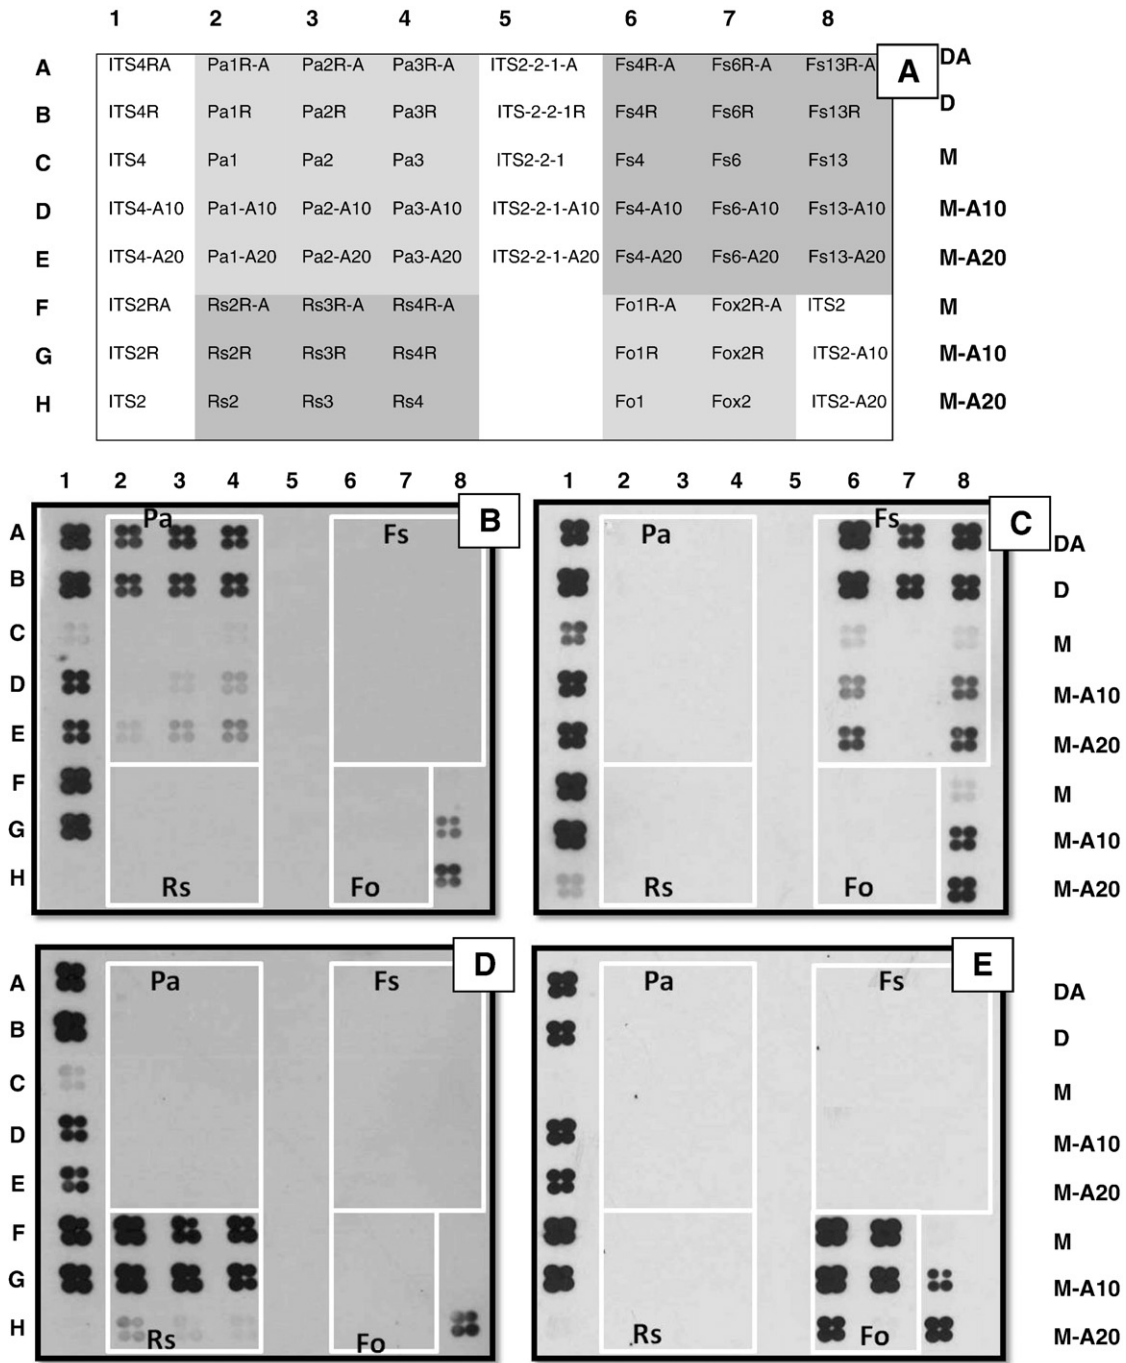 1 2 3 4 5 6 7 8
A ITS4RA Pa1R-A Pa2R-A Pa3R-A ITS2-2-1-A Fs4R-A Fs6R-A Fs13R-A A DA
B ITS4R Pa1R Pa2R Pa3R ITS-2-2-1R Fs4R Fs6R Fs13R D
C ITS4 Pa1 Pa2 Pa3 ITS2-2-1 Fs4 Fs6 Fs13 M
D ITS4-A10 Pa1-A10 Pa2-A10 Pa3-A10 ITS2-2-1-A10 Fs4-A10 Fs6-A10 Fs13-A10 M-A10
E ITS4-A20 Pa1-A20 Pa2-A20 Pa3-A20 ITS2-2-1-A20 Fs4-A20 Fs6-A20 Fs13-A20 M-A20
F ITS2RA Rs2R-A Rs3R-A Rs4R-A Fo1R-A Fox2R-A ITS2 M
G ITS2R Rs2R Rs3R Rs4R Fo1R Fox2R ITS2-A10 M-A10
H ITS2 Rs2 Rs3 Rs4 Fo1 Fox2 ITS2-A20 M-A20
1 2 3 4 5 6 7 8 1 2 3 4 5 6 7 8
Pa B Fs C
A Fs Pa DA
B D
C M
D M-A10
E M-A20
F M
G M-A10
H Rs Fo Rs Fo M-A20
D E
A Pa Fs Pa Fs DA
B D
C M
D M-A10
E M-A20
F M
G M-A10
H Rs Fo Rs Fo M-A20